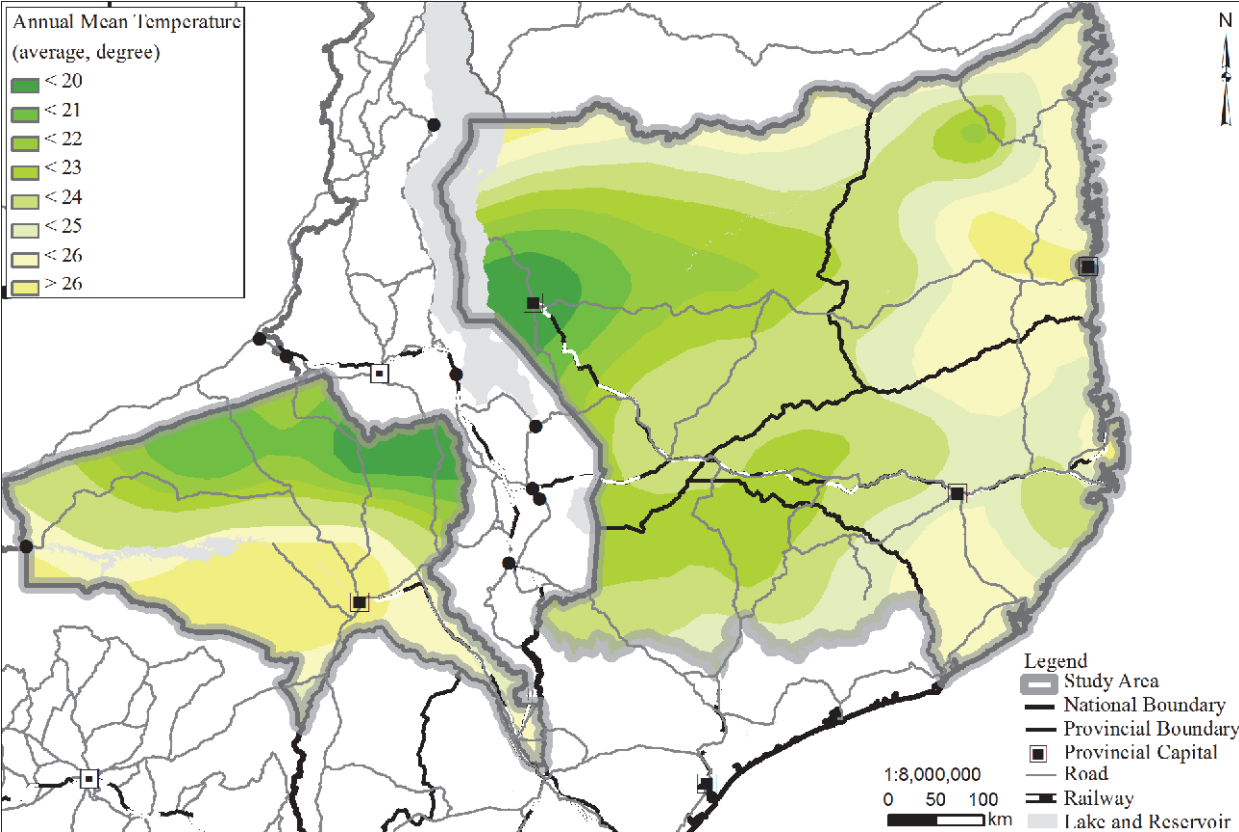 Annual Mean Temperature
(average, degree)
< 20
< 21
< 22
< 23
< 24
< 25
< 26
> 26
N
Legend
Study Area
National Boundary
Provincial Boundary
Provincial Capital
Road
Railway
Lake and Reservoir
1:8,000,000
0 50 100
km